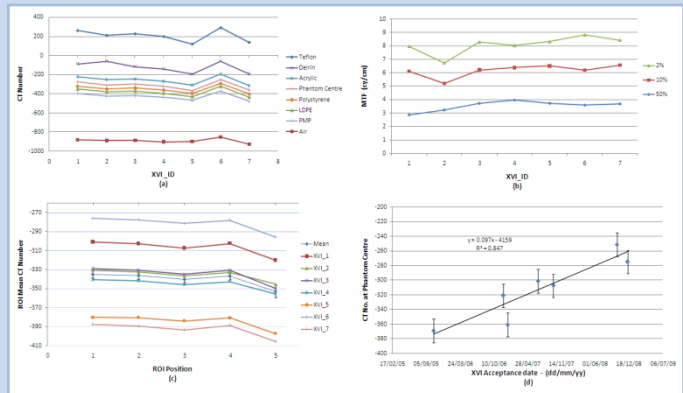 400
200
0
-200
-400
-600
-800
-1000
CT Number
1 2 3 4 5 6 7 8
XVI_ID
(a)
Teflon
Delrin
Acrylic
Phantom Centre
Polystyrene
LDPE
PMP
Air
10
9
8
7
6
5
4
3
2
1
0
MTF (cy/cm)
1 2 3 4 5 6 7
XVI_ID
(b)
2%
10%
50%
-270
-290
-310
-330
-350
-370
-390
-410
ROI Mean CT Number
1 2 3 4 5
ROI Position
(c)
Mean
XVI_1
XVI_2
XVI_3
XVI_4
XVI_5
XVI_6
XVI_7
-200
-220
-240
-260
-280
-300
-320
-340
-360
-380
-400
CT No. at Phantom Centre
y = 0.097x - 4159
R² = 0.847
17/02/05 05/09/05 24/03/06 10/10/06 28/04/07 14/11/07 01/06/08 18/12/08 06/07/09
XVI Acceptance date - (dd/mm/yy)
(d)